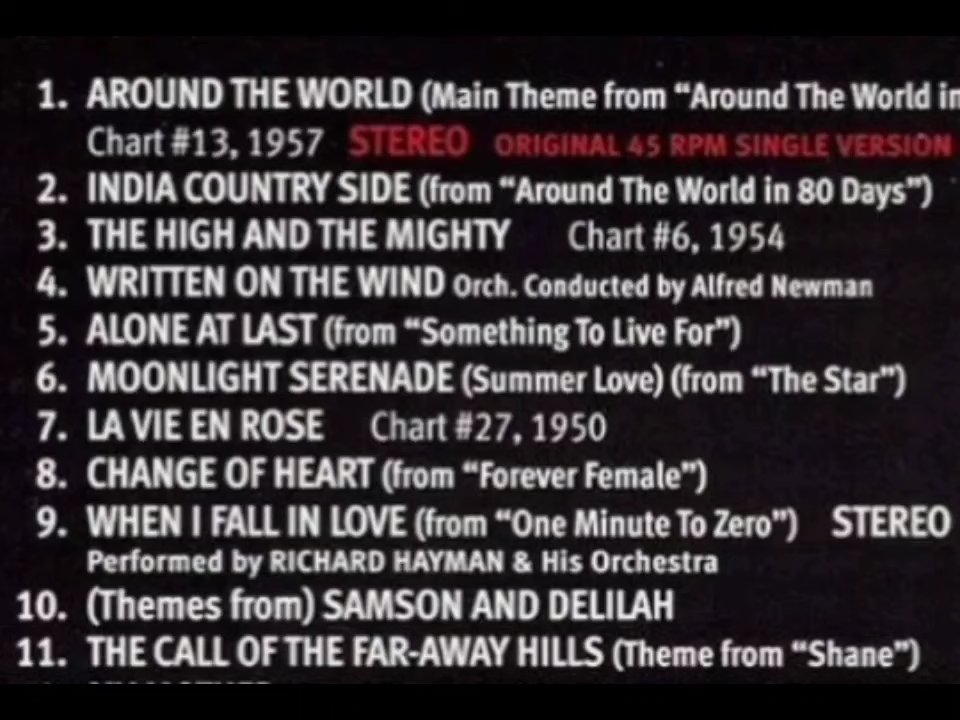 1. AROUND THE WORLD (Main Theme from “Around The World in
Chart #13, 1957 STEREO ORIGINAL 45 RPM SINGLE VERSION
2. INDIA COUNTRY SIDE (from “Around The World in 80 Days”)
3. THE HIGH AND THE MIGHTY Chart #6, 1954
4. WRITTEN ON THE WIND Orch. Conducted by Alfred Newman
5. ALONE AT LAST (from “Something To Live For”)
6. MOONLIGHT SERENADE (Summer Love) (from “The Star”)
7. LA VIE EN ROSE Chart #27, 1950
8. CHANGE OF HEART (from “Forever Female”)
9. WHEN I FALL IN LOVE (from “One Minute To Zero”) STEREO
Performed by RICHARD HAYMAN & His Orchestra
10. (Themes from) SAMSON AND DELILAH
11. THE CALL OF THE FAR-AWAY HILLS (Theme from “Shane”)